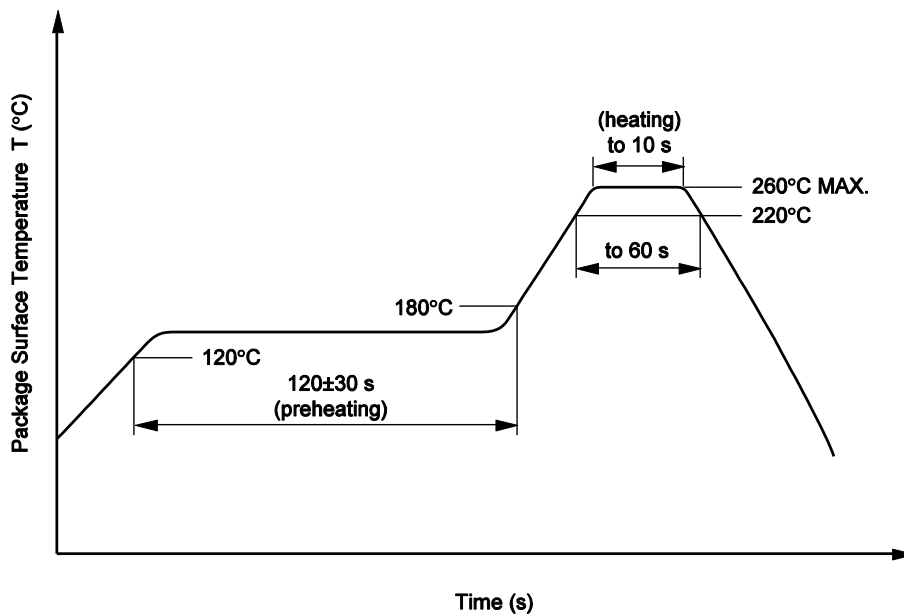 Package Surface Temperature T (°C)
(heating)
to 10 s
260°C MAX.
220°C
to 60 s
180°C
120°C
120±30 s
(preheating)
Time (s)